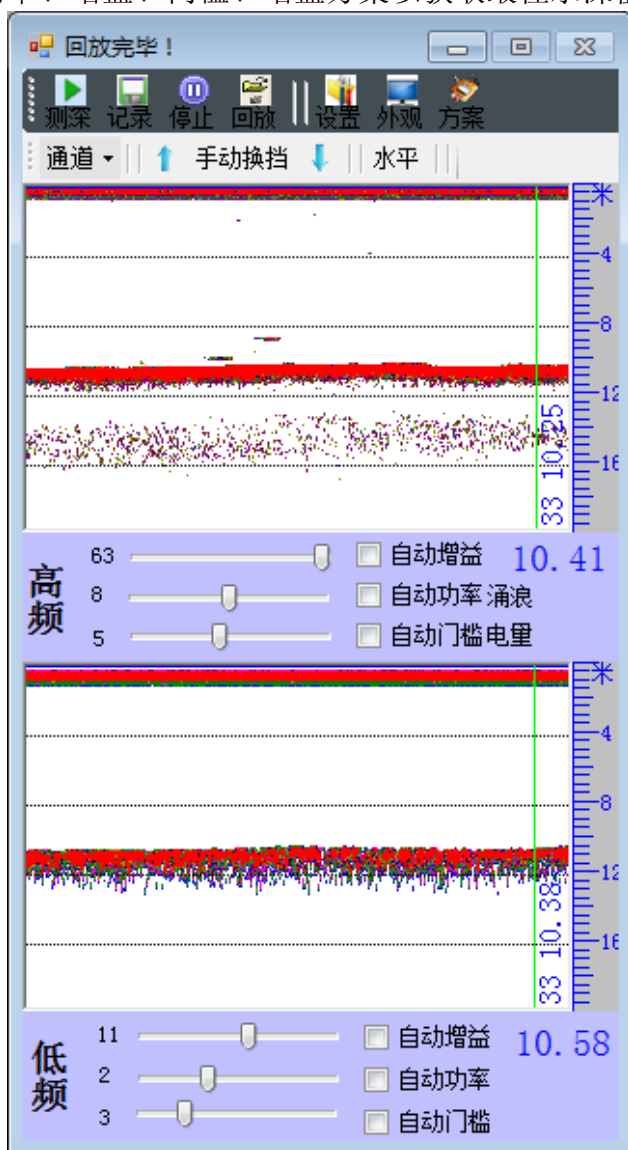 回放完毕！
测深 记录 停止 回放 设置 外观 方案
通道 手动换挡 水平
米
4
8
12
16
33 10.25
高频
63 自动增益 10.41
8 自动功率 涌浪
5 自动门槛 电量
米
4
8
12
16
33 10.38
低频
11 自动增益 10.58
2 自动功率
3 自动门槛